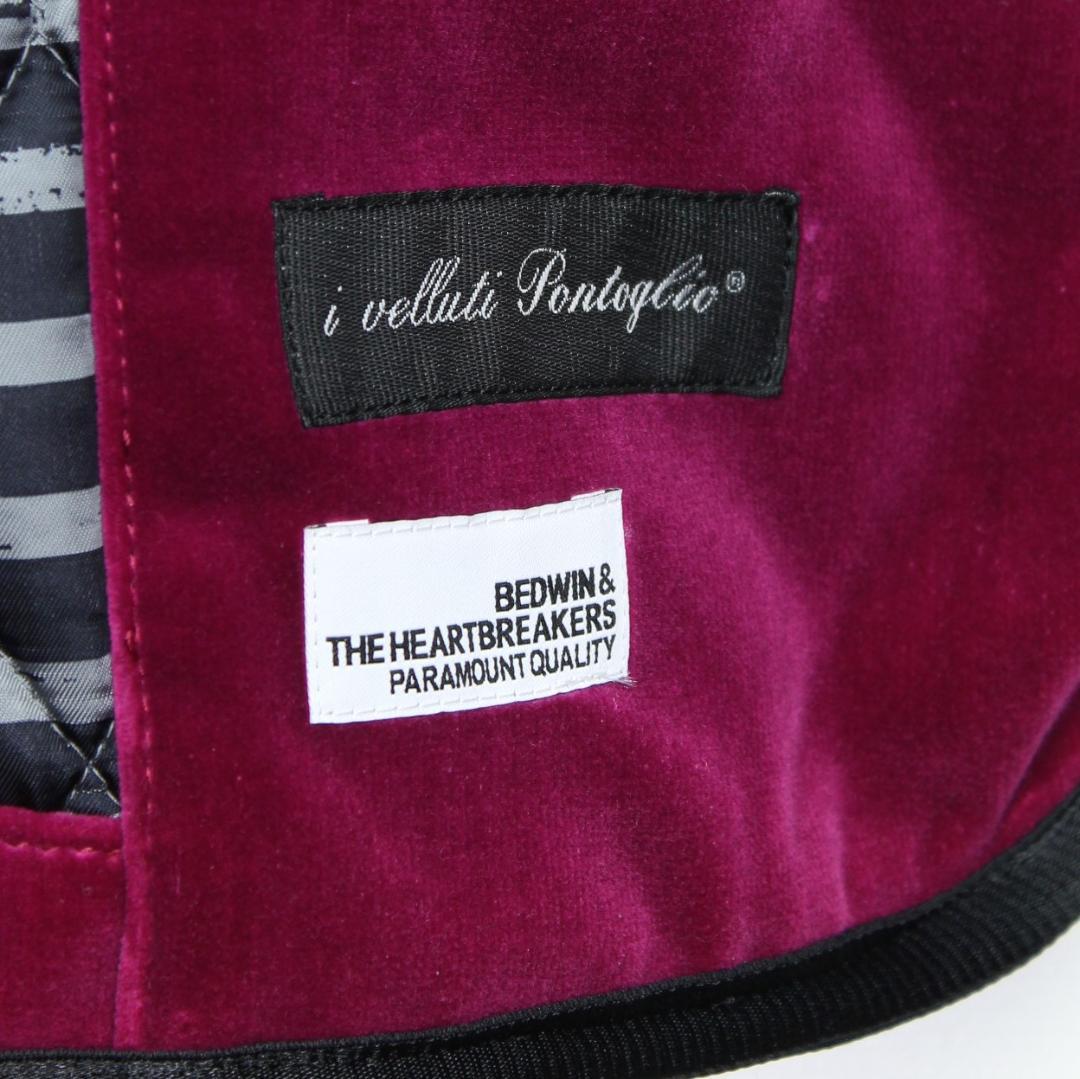 i velluti Pontoglio®
BEDWIN &
THE HEARTBREAKERS
PARAMOUNT QUALITY